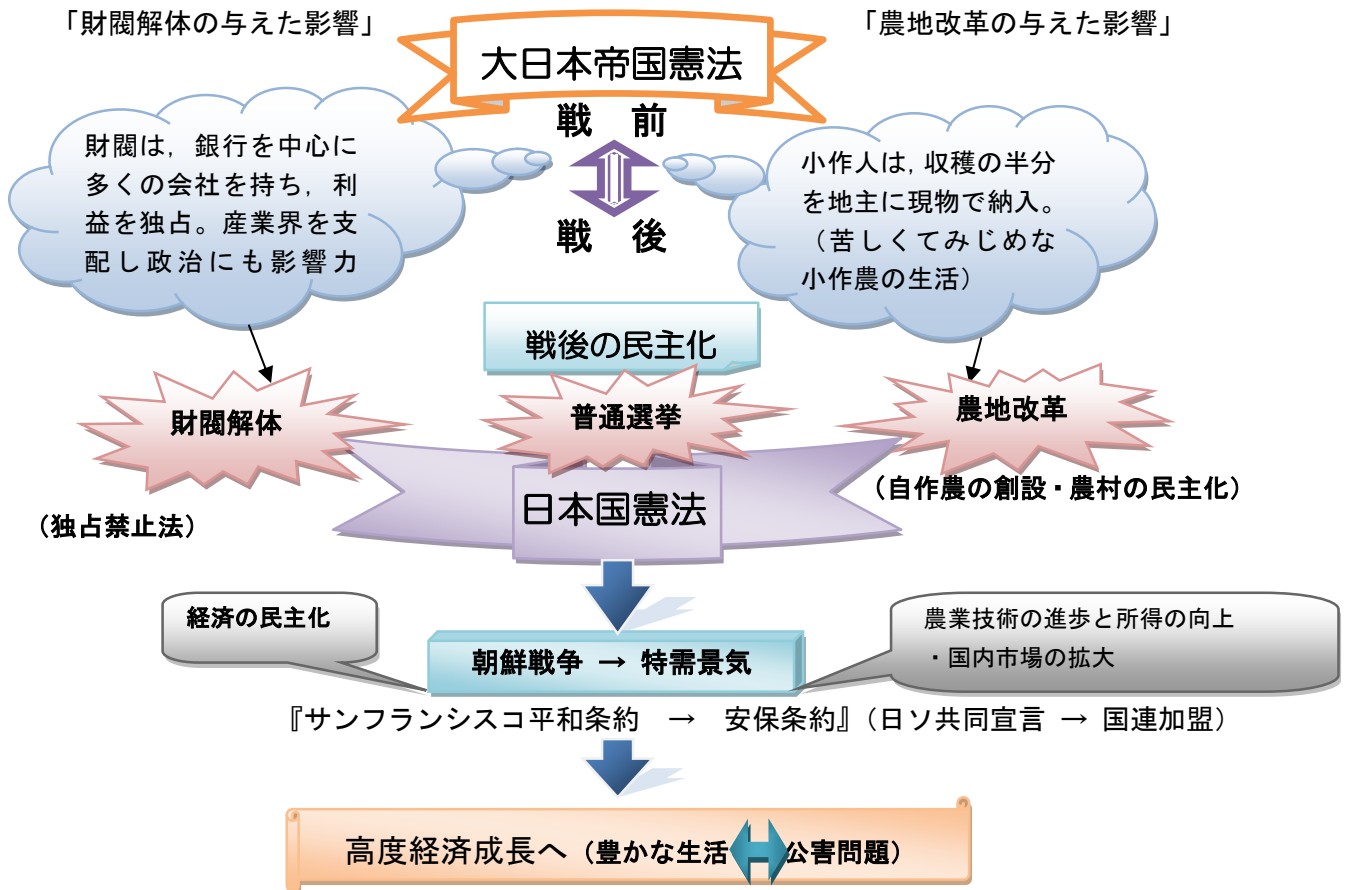 「財閥解体の与えた影響」
「農地改革の与えた影響」
大日本帝国憲法
戦　前
財閥は，銀行を中心に
多くの会社を持ち，利
益を独占。産業界を支
配し政治にも影響力
小作人は，収穫の半分
を地主に現物で納入。
（苦しくてみじめな
小作農の生活）
戦　後
戦後の民主化
財閥解体
普通選挙
農地改革
（自作農の創設・農村の民主化）
（独占禁止法）
日本国憲法
経済の民主化
農業技術の進歩と所得の向上
・国内市場の拡大
朝鮮戦争 → 特需景気
『サンフランシスコ平和条約　→　安保条約』（日ソ共同宣言 → 国連加盟）
高度経済成長へ（豊かな生活 ↔ 公害問題）